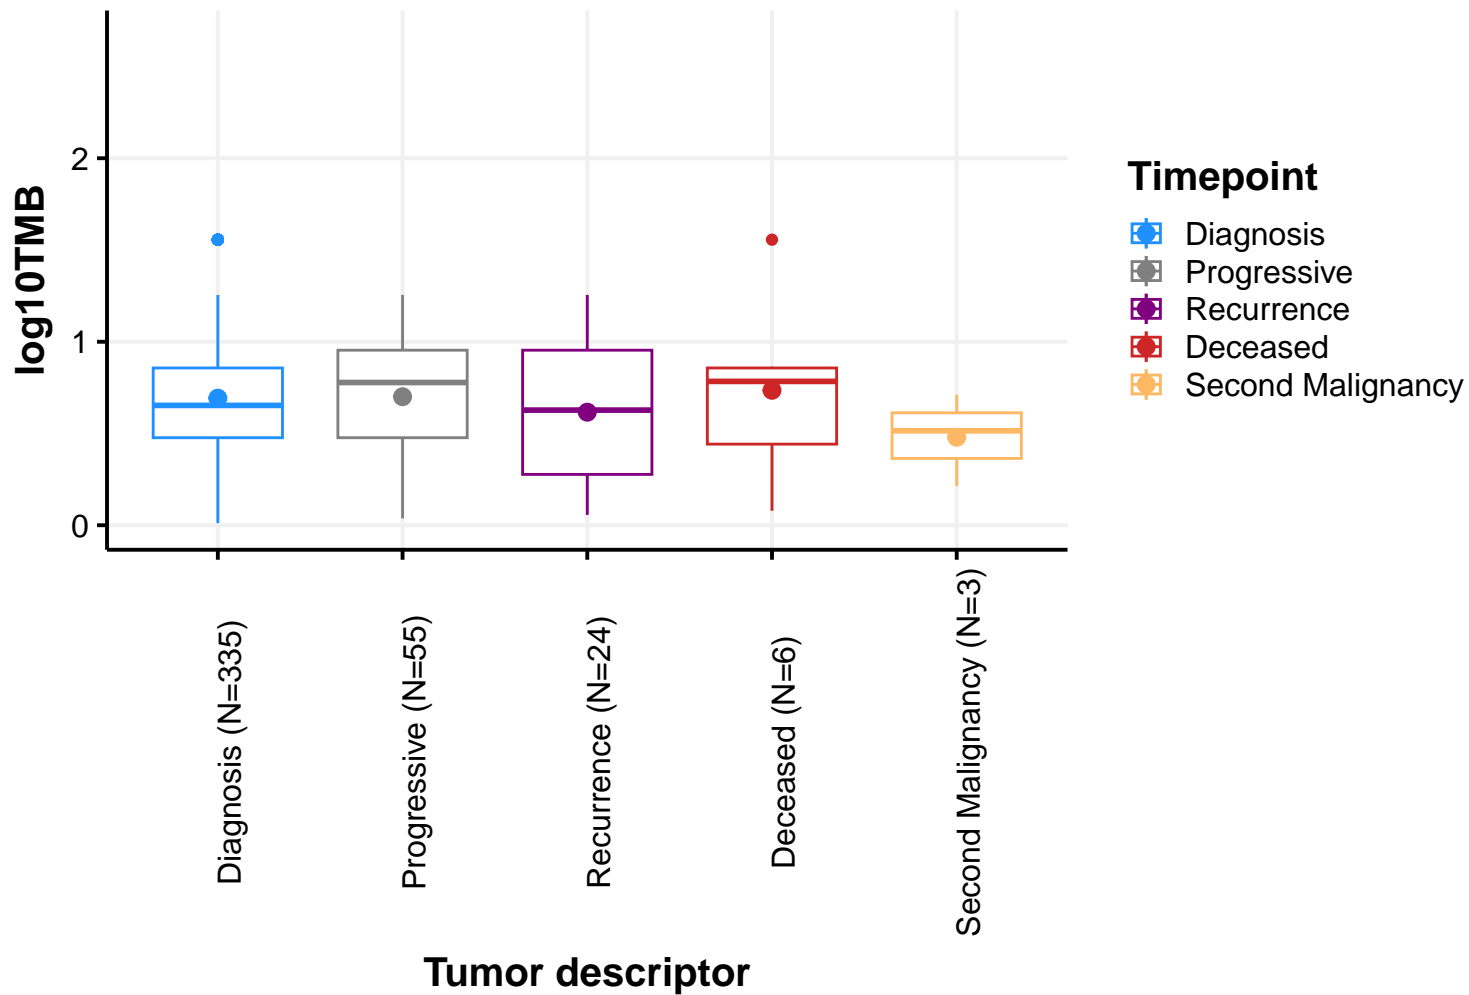 log10TMB
2
1
0
Diagnosis (N=335)
Progressive (N=55)
Recurrence (N=24)
Deceased (N=6)
Second Malignancy (N=3)
Tumor descriptor
Timepoint
Diagnosis
Progressive
Recurrence
Deceased
Second Malignancy